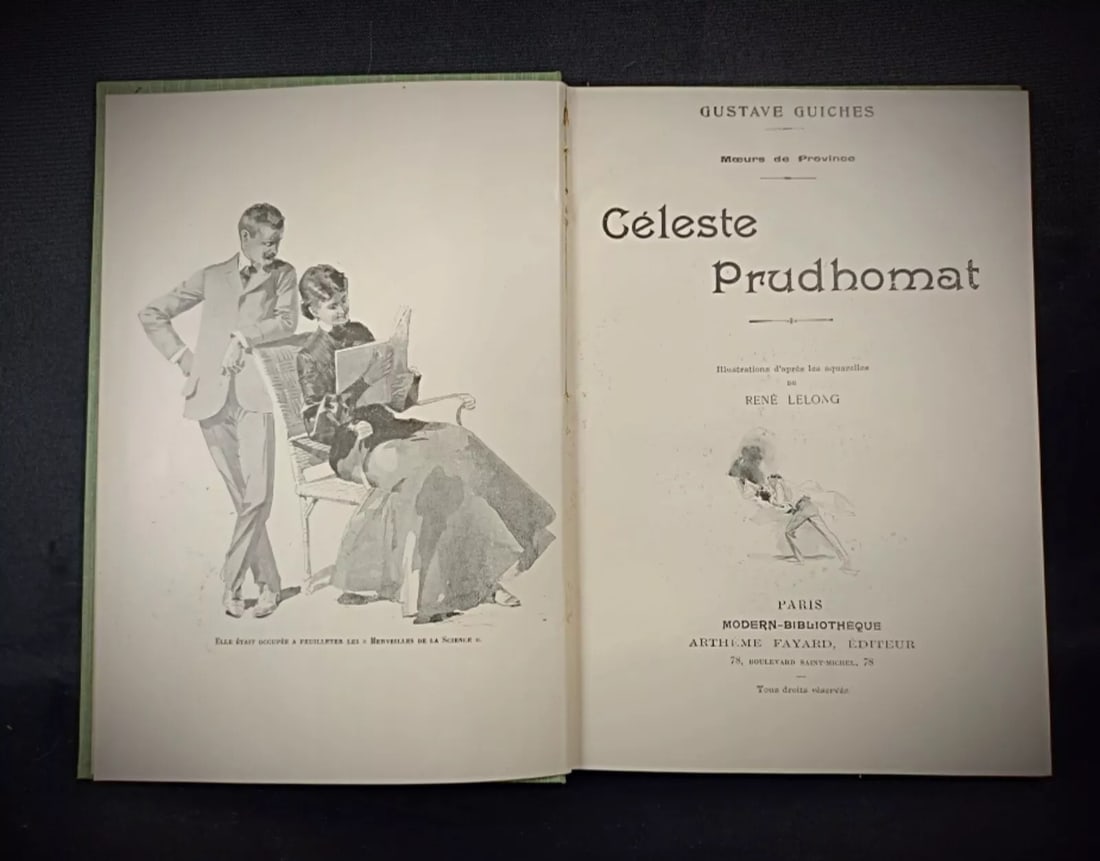 ELLE ÉTAIT OCCUPÉE A FEUILLETER LES « MERVEILLES DE LA SCIENCE ».
GUSTAVE GUICHES
Mœurs de Province
Céleste
Prudhomat
Illustrations d'après les aquarelles
DE
RENÉ LELONG
PARIS
MODERN-BIBLIOTHÈQUE
ARTHÈME FAYARD, ÉDITEUR
78, BOULEVARD SAINT-MICHEL, 78
Tous droits réservés